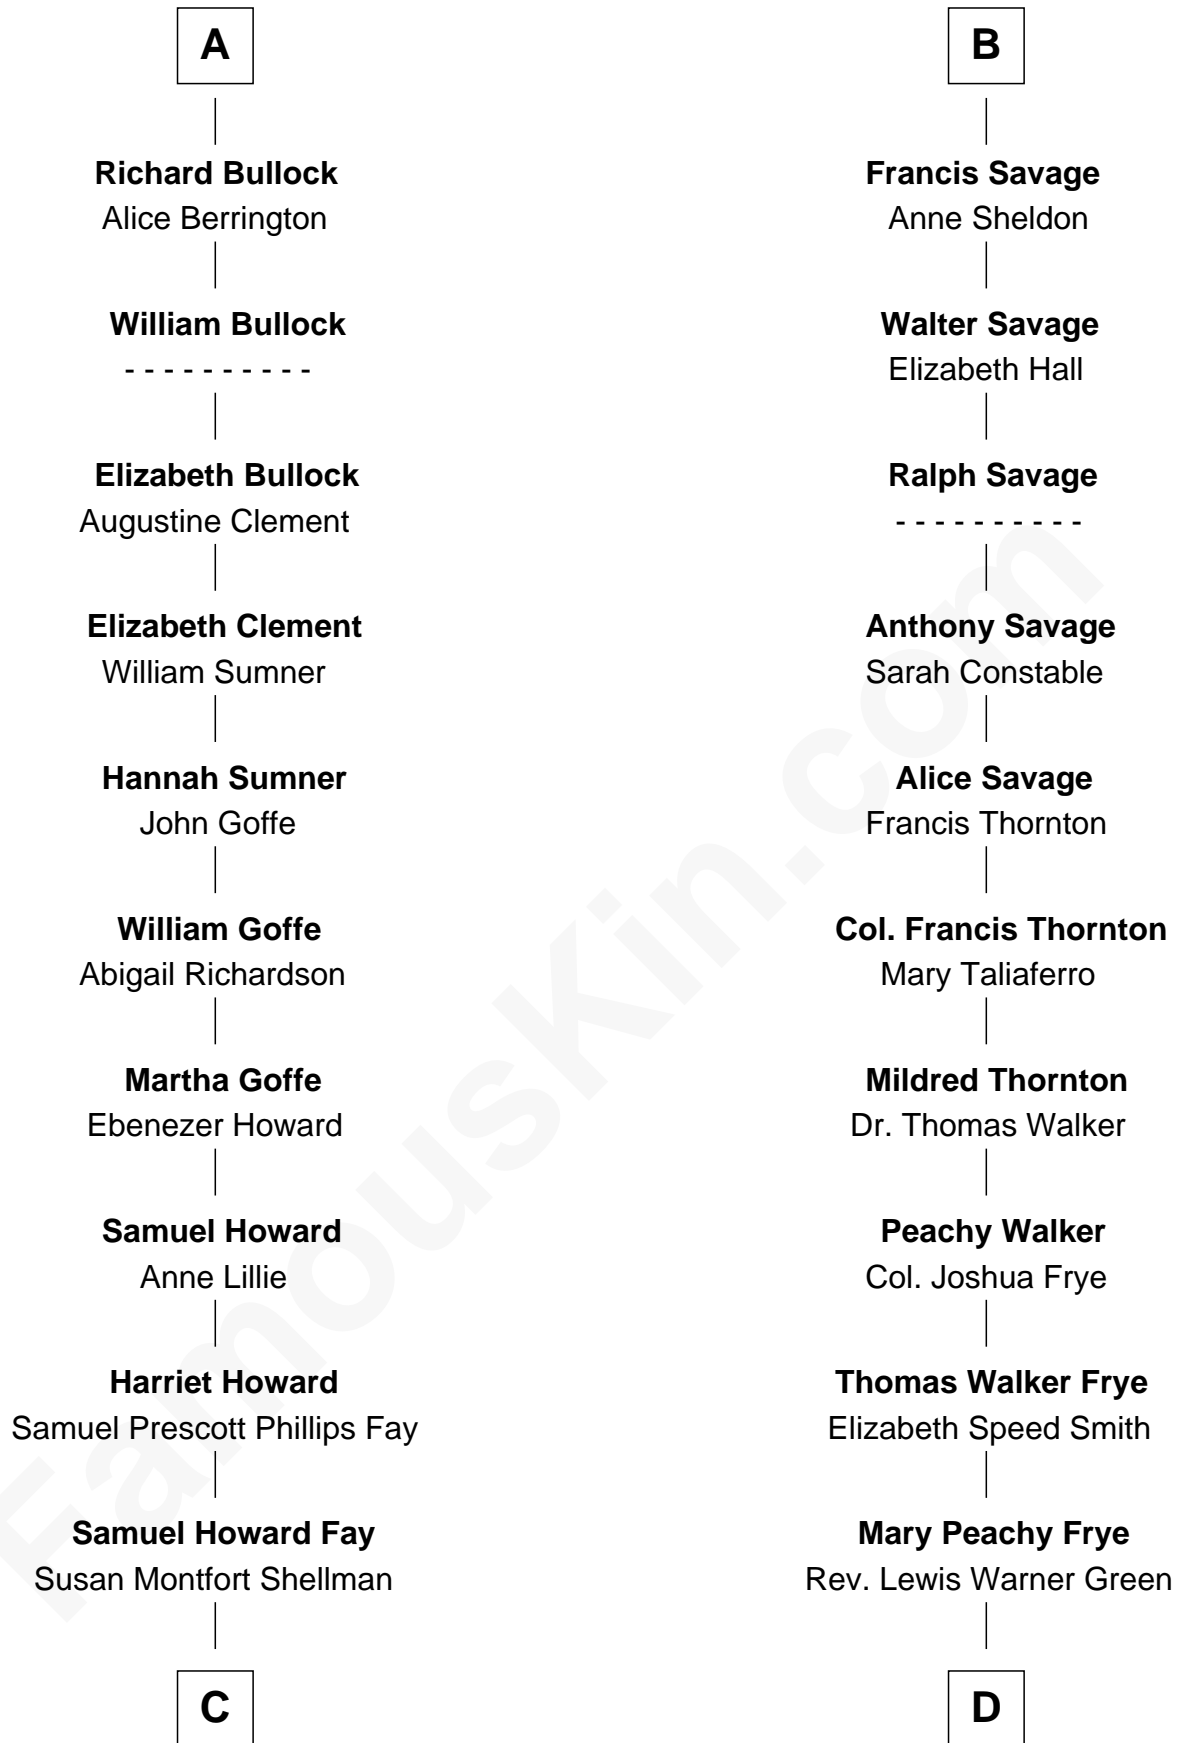 A
Richard Bullock
Alice Berrington
William Bullock
- - - - - - - - - -
Elizabeth Bullock
Augustine Clement
Elizabeth Clement
William Sumner
Hannah Sumner
John Goffe
William Goffe
Abigail Richardson
Martha Goffe
Ebenezer Howard
Samuel Howard
Anne Lillie
Harriet Howard
Samuel Prescott Phillips Fay
Samuel Howard Fay
Susan Montfort Shellman
C
B
Francis Savage
Anne Sheldon
Walter Savage
Elizabeth Hall
Ralph Savage
- - - - - - - - - -
Anthony Savage
Sarah Constable
Alice Savage
Francis Thornton
Col. Francis Thornton
Mary Taliaferro
Mildred Thornton
Dr. Thomas Walker
Peachy Walker
Col. Joshua Frye
Thomas Walker Frye
Elizabeth Speed Smith
Mary Peachy Frye
Rev. Lewis Warner Green
D
FamousKin.com